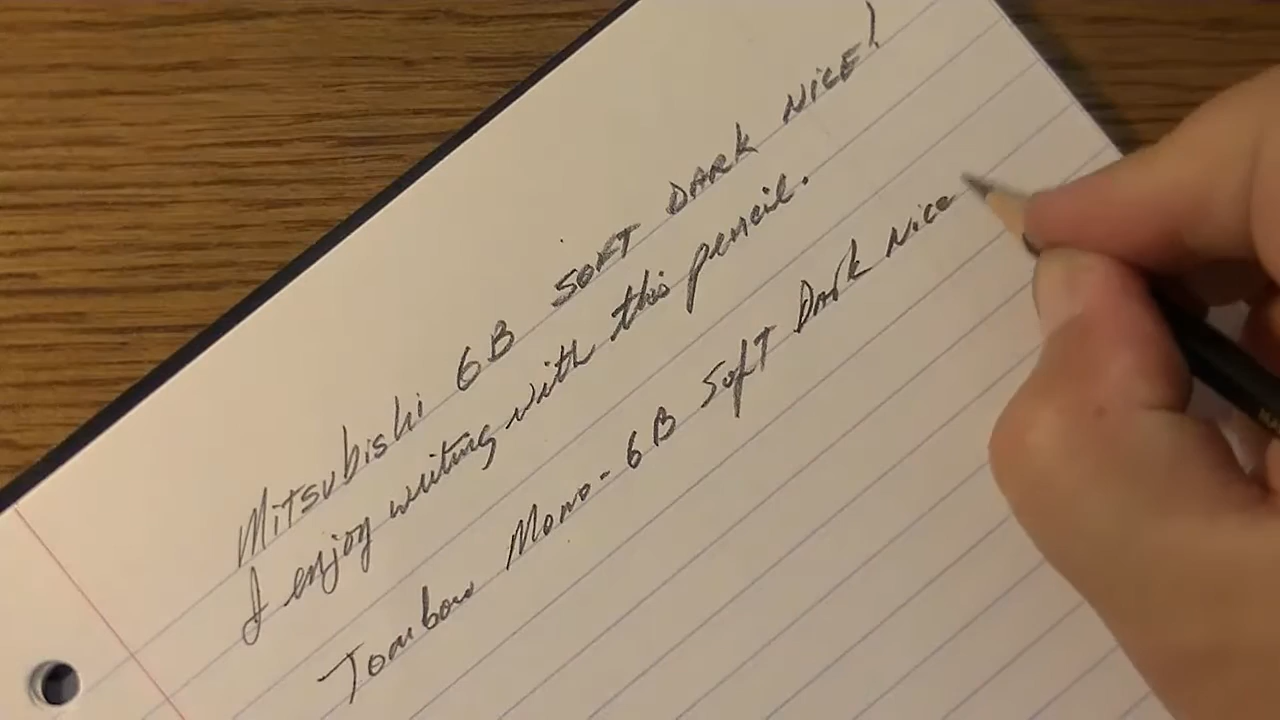 Mitsubishi 6B SOFT DARK NICE!
I enjoy writing with this pencil.
Tombow Mono-6B Soft Dark Nice